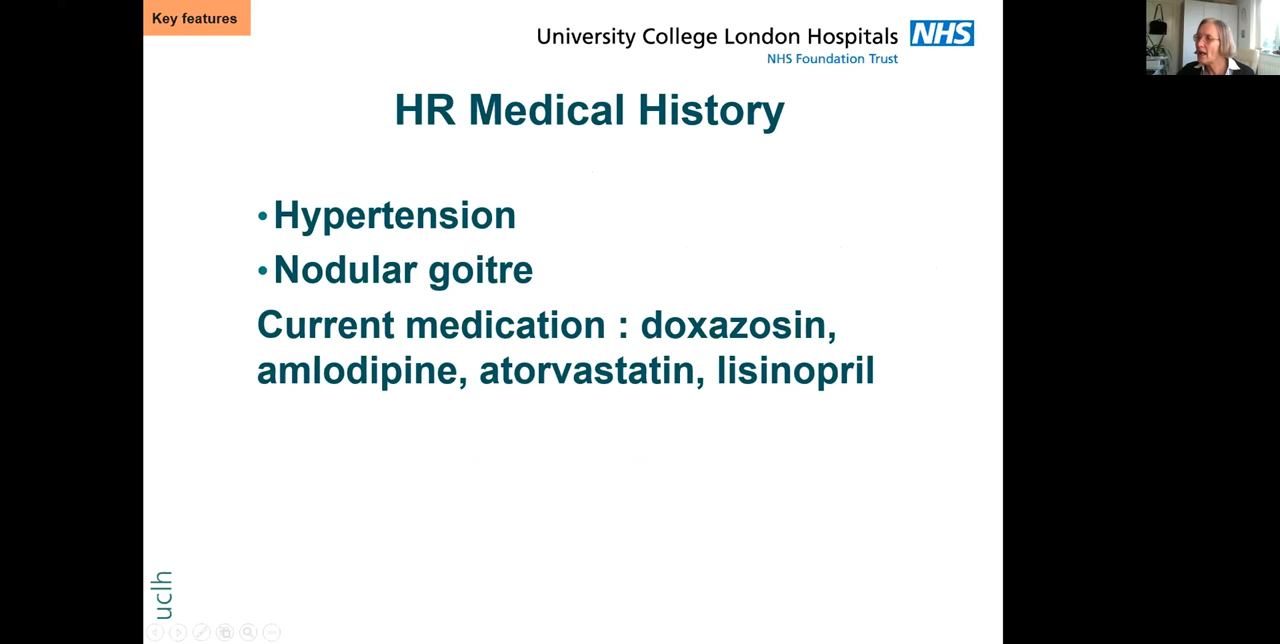 Key features
University College London Hospitals NHS
NHS Foundation Trust
HR Medical History
• Hypertension
• Nodular goitre
Current medication : doxazosin,
amlodipine, atorvastatin, lisinopril
uclh